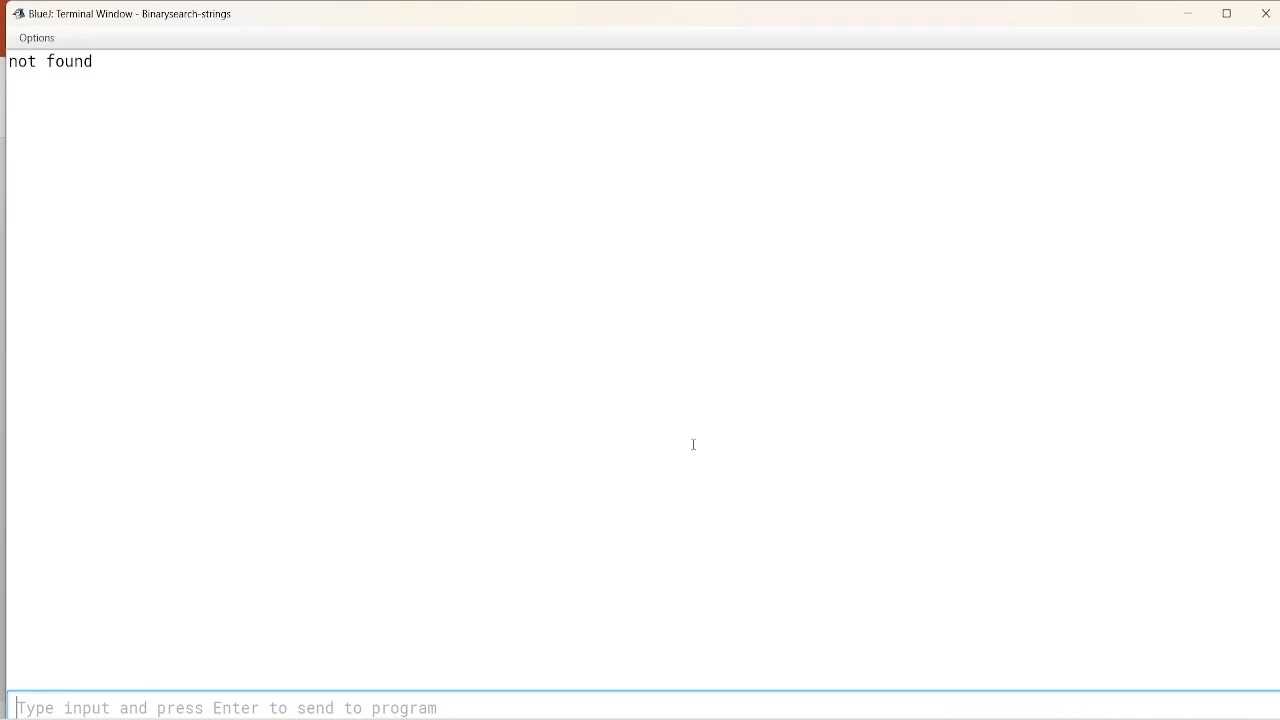 BlueJ: Terminal Window - Binarysearch-strings
Options
not found
Type input and press Enter to send to program